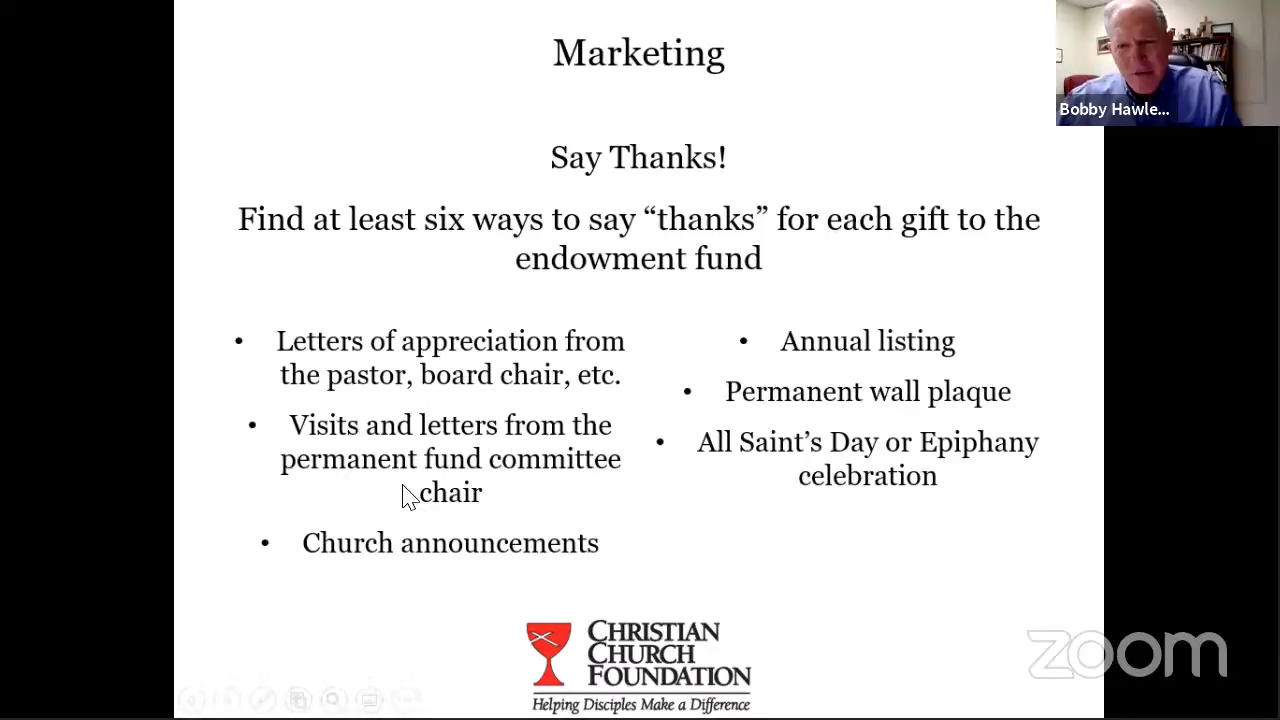 Marketing
Say Thanks!
Find at least six ways to say “thanks” for each gift to the
endowment fund
• Letters of appreciation from
the pastor, board chair, etc.
• Visits and letters from the
permanent fund committee
chair
• Church announcements
• Annual listing
• Permanent wall plaque
• All Saint’s Day or Epiphany
celebration
CHRISTIAN
CHURCH
FOUNDATION
Helping Disciples Make a Difference
Bobby Hawle...
zoom